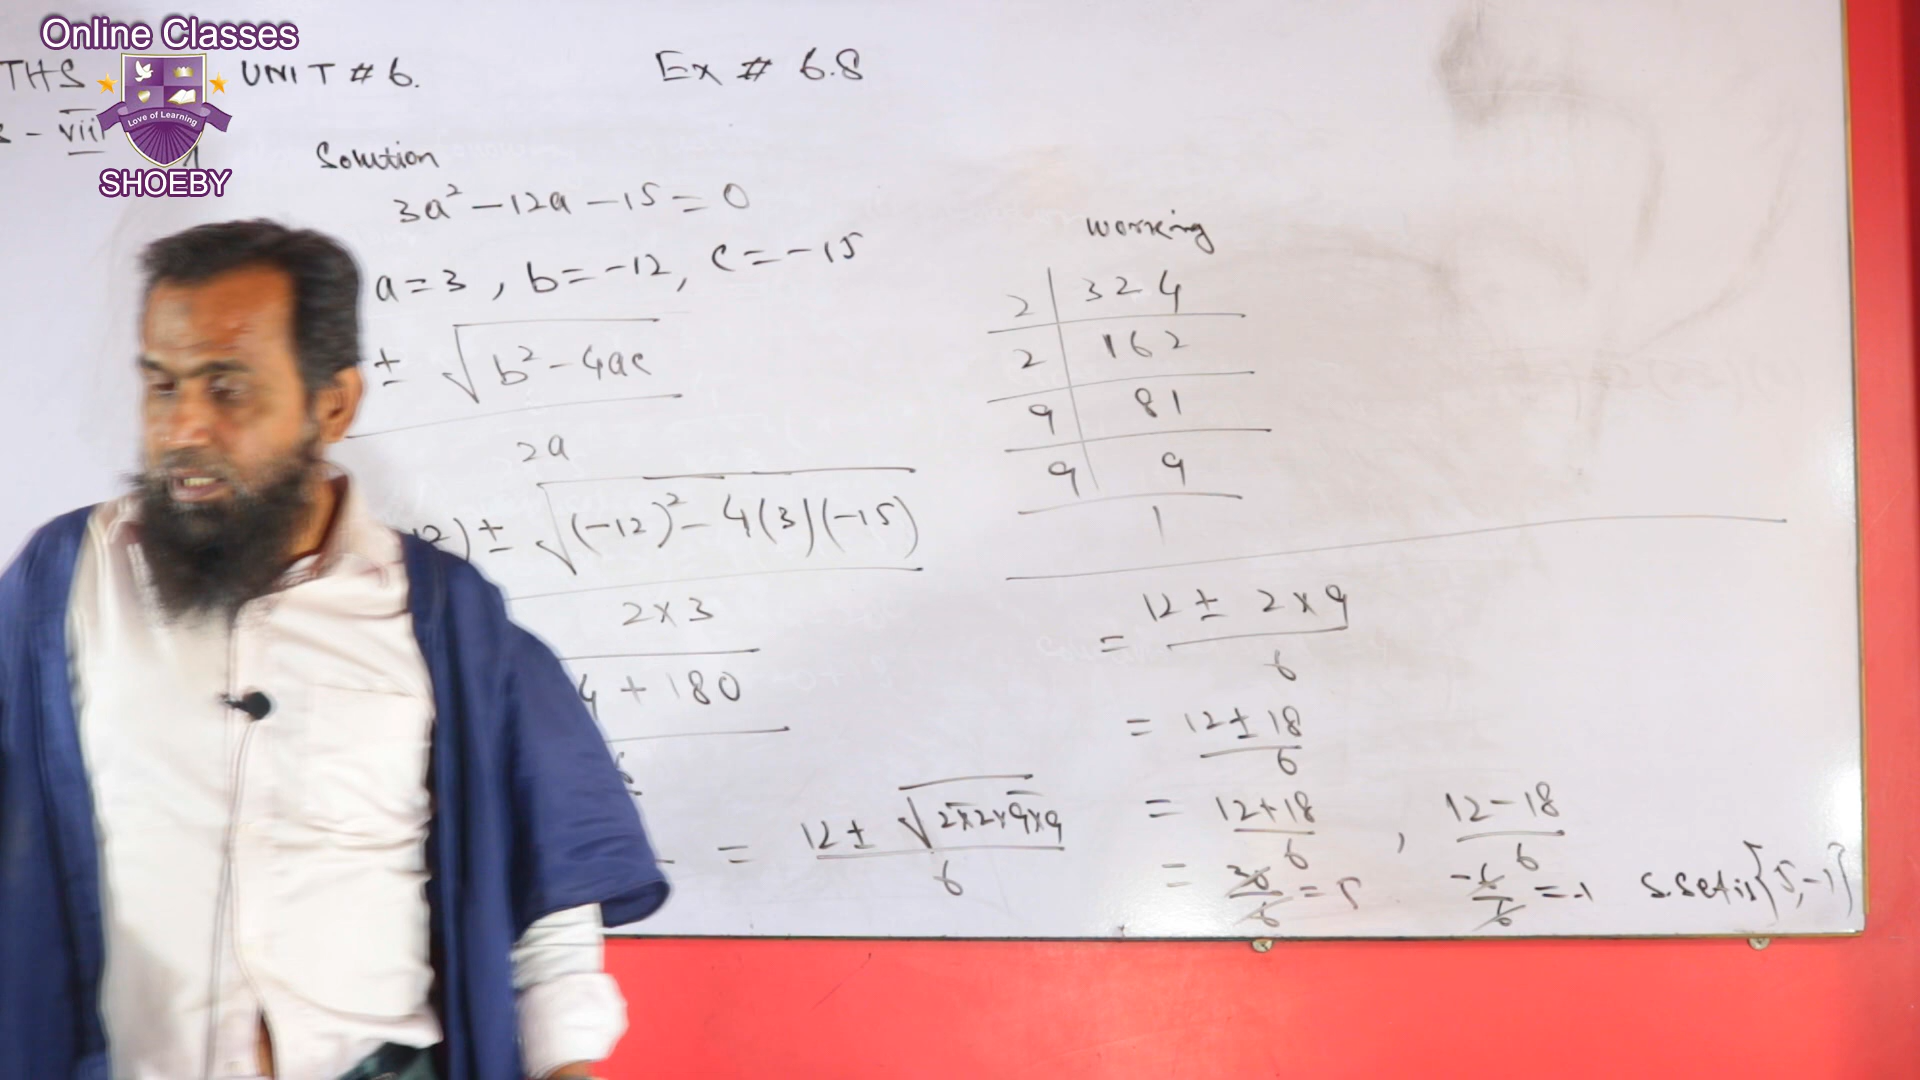 Online Classes
THS UNIT # 6. Ex # 6.8
- vii
Love of Learning
SHOEBY
Solution
3a² - 12a - 15 = 0
a = 3 , b = -12, c = -15
± √b² - 4ac
2a
12) ± √(-12)² - 4(3)(-15)
2 × 3
4 + 180
= 12 ± √2×2×9×9
6
working
2 | 324
2 | 162
9 | 81
9 | 9
1
= 12 ± 2 × 9
6
= 12 ± 18
6
= 12+18 , 12-18
6 6
= 30/6 = 5 -6/6 = -1 S.Set is {5,-1}